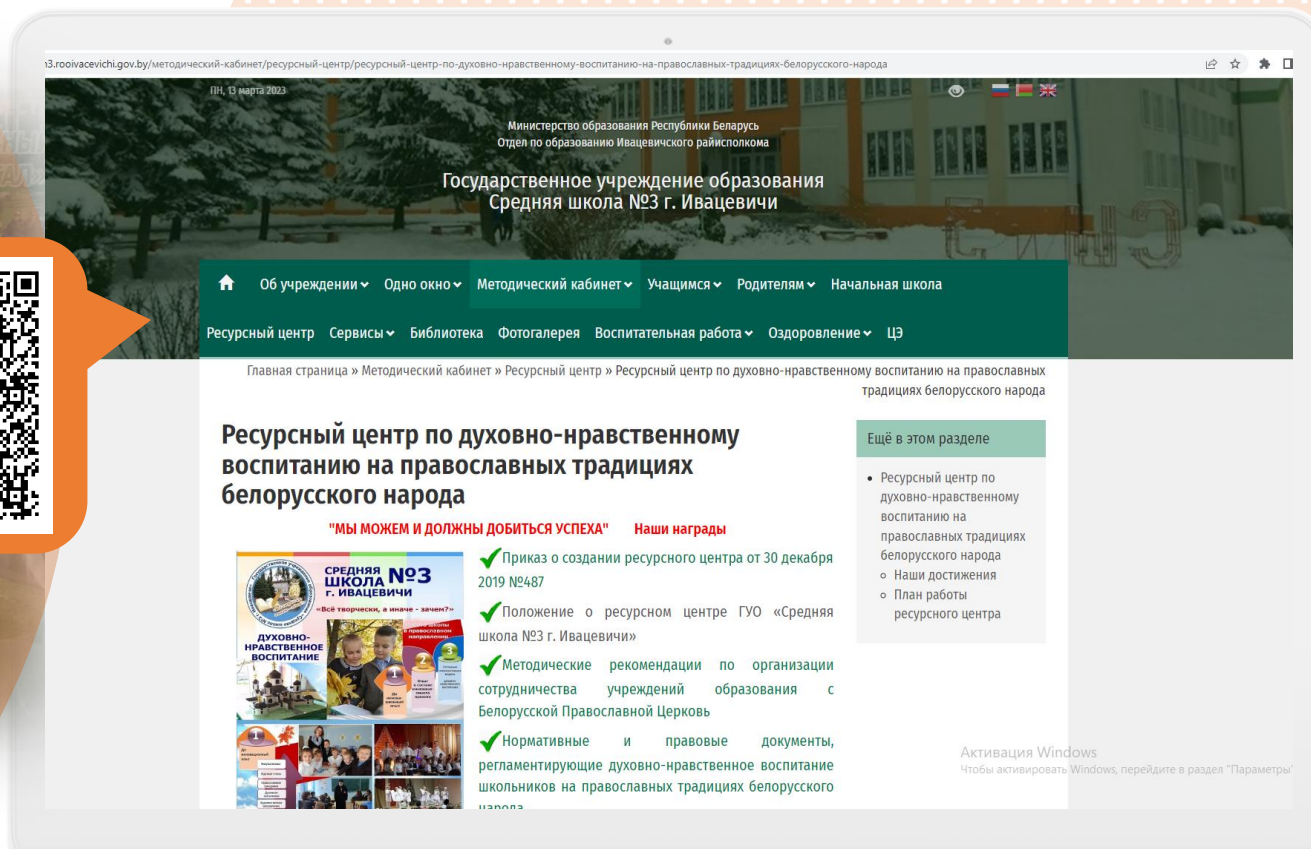 n3.rooivacevichi.gov.by/методический-кабинет/ресурсный-центр/ресурсный-центр-по-духовно-нравственному-воспитанию-на-православных-традициях-белорусского-народа
ПН, 13 марта 2023
Министерство образования Республики Беларусь
Отдел по образованию Ивацевичского райисполкома
Государственное учреждение образования
Средняя школа №3 г. Ивацевичи
Об учреждении Одно окно Методический кабинет Учащимся Родителям Начальная школа
Ресурсный центр Сервисы Библиотека Фотогалерея Воспитательная работа Оздоровление ЦЭ
Главная страница » Методический кабинет » Ресурсный центр » Ресурсный центр по духовно-нравственному воспитанию на православных
традициях белорусского народа
Ресурсный центр по духовно-нравственному
воспитанию на православных традициях
белорусского народа
"МЫ МОЖЕМ И ДОЛЖНЫ ДОБИТЬСЯ УСПЕХА" Наши награды
СРЕДНЯЯ
ШКОЛА №3
г. ИВАЦЕВИЧИ
«Всё творчески, а иначе - зачем?»
ДУХОВНО-
НРАВСТВЕННОЕ
ВОСПИТАНИЕ
Приказ о создании ресурсного центра от 30 декабря
2019 №487
Положение о ресурсном центре ГУО «Средняя
школа №3 г. Ивацевичи»
Методические рекомендации по организации
сотрудничества учреждений образования с
Белорусской Православной Церковь
Нормативные и правовые документы,
регламентирующие духовно-нравственное воспитание
школьников на православных традициях белорусского
народа
Ещё в этом разделе
Ресурсный центр по
духовно-нравственному
воспитанию на
православных традициях
белорусского народа
Наши достижения
План работы
ресурсного центра
Активация Windows
Чтобы активировать Windows, перейдите в раздел "Параметры"